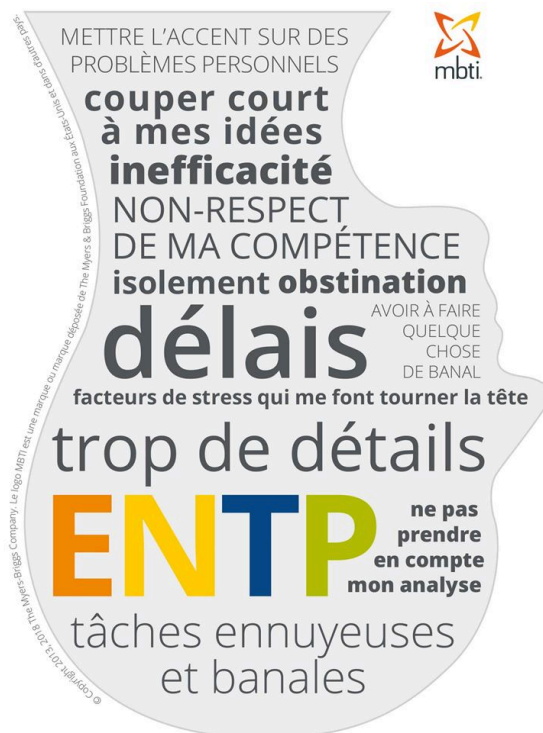 METTRE L’ACCENT SUR DES
PROBLÈMES PERSONNELS
mbti.
couper court
à mes idées
inefficacité
NON-RESPECT
DE MA COMPÉTENCE
isolement obstination
délais
AVOIR À FAIRE
QUELQUE
CHOSE
DE BANAL
facteurs de stress qui me font tourner la tête
trop de détails
ENTP
ne pas
prendre
en compte
mon analyse
tâches ennuyeuses
et banales
© Copyright 2013, 2018 The Myers-Briggs Company. Le logo MBTI est une marque ou marque déposée de The Myers & Briggs Foundation aux États-Unis et dans d'autres pays.